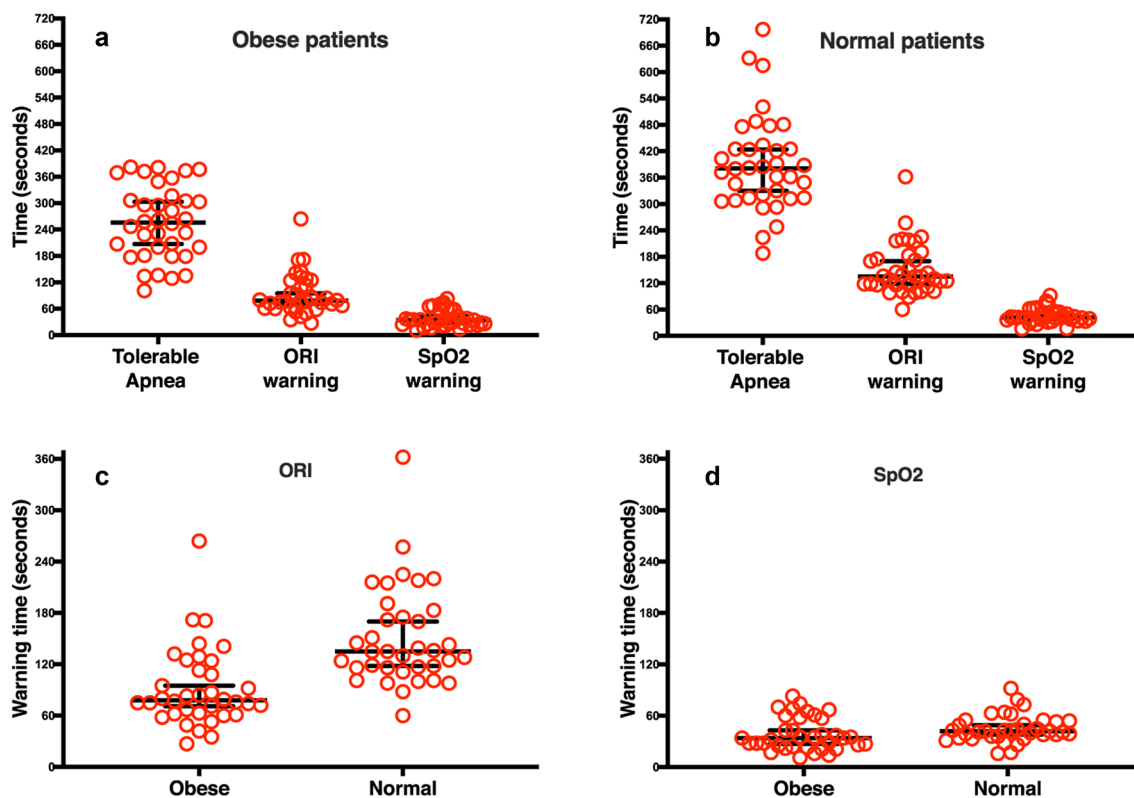 a
Obese patients
Time (seconds)
720
660
600
540
480
420
360
300
240
180
120
60
0
Tolerable Apnea
ORI warning
SpO2 warning
b
Normal patients
Time (seconds)
720
660
600
540
480
420
360
300
240
180
120
60
0
Tolerable Apnea
ORI warning
SpO2 warning
c
ORI
Warning time (seconds)
360
300
240
180
120
60
0
Obese
Normal
d
SpO2
Warning time (seconds)
360
300
240
180
120
60
0
Obese
Normal